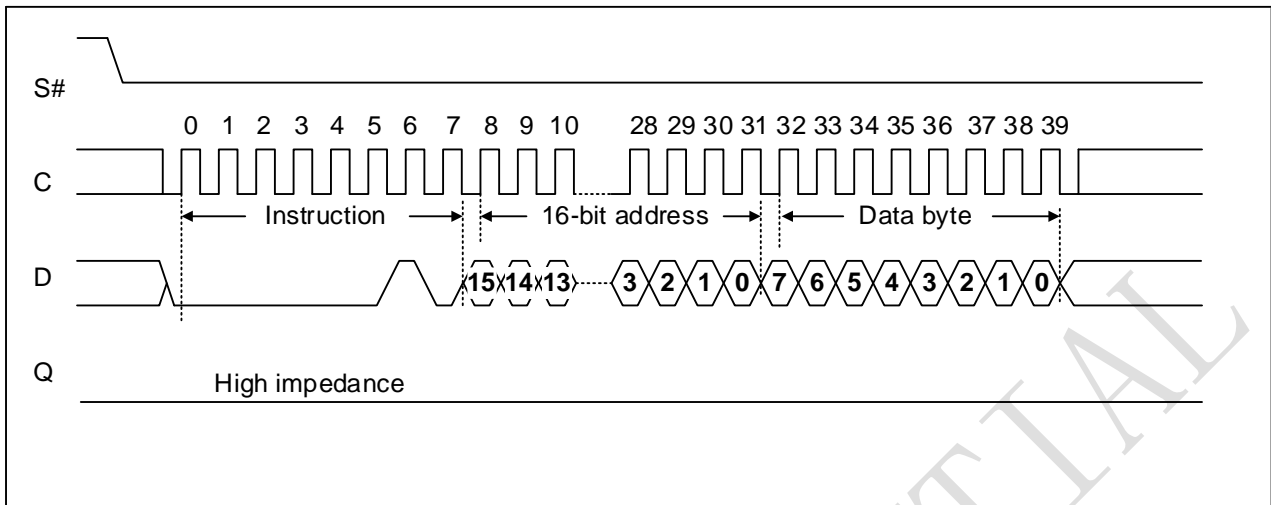 S#
0 1 2 3 4 5 6 7 8 9 10 28 29 30 31 32 33 34 35 36 37 38 39
C
Instruction 16-bit address Data byte
D
15 14 13 3 2 1 0 7 6 5 4 3 2 1 0
Q
High impedance
TIAL